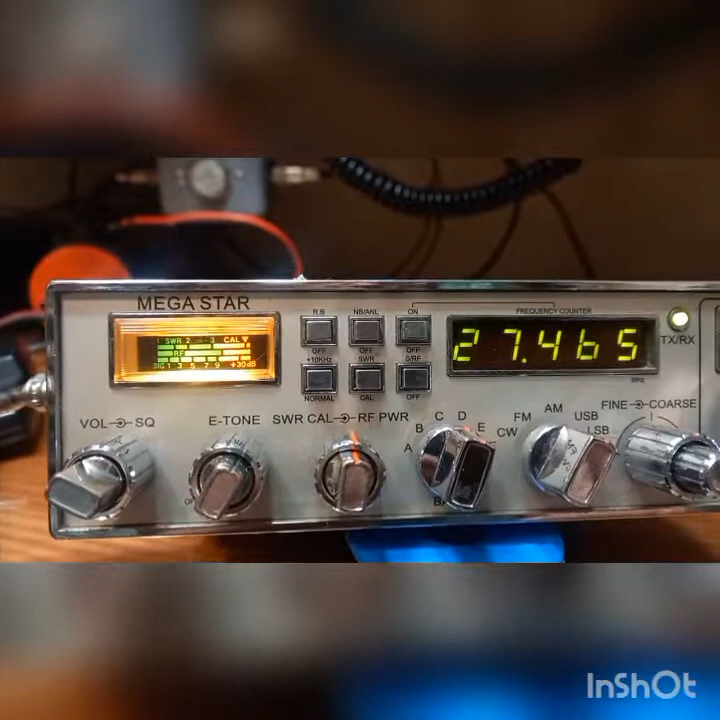 MEGA STAR
R.B NB/ANL ON FREQUENCY COUNTER
1 SWR 2 3 CAL▼
RF
SIG 1 3 5 7 9 +30dB
27.465
TX/RX
OFF OFF OFF
+10KHz SWR S/RF
MHz
NORMAL CAL OFF
VOL SQ E-TONE SWR CAL RF PWR
A B C D E
CW FM AM USB LSB
FINE COARSE
InShOt